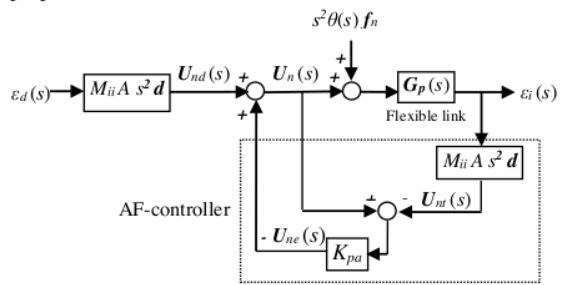 s²θ(s) fₙ
+
εd(s) Mᵢᵢ A s² d Uₙd(s) + Uₙ(s) + Gₚ(s) εᵢ(s)
+
Flexible link
Mᵢᵢ A s² d
AF-controller + - Uₙₜ(s)
- Uₙₑ(s)
Kₚₐ